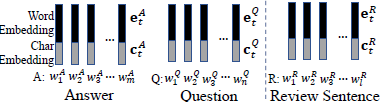 Word Embedding e_t^A e_t^Q e_t^R
Char Embedding c_t^A c_t^Q c_t^R
... ... ...
A: w_1^A w_2^A w_3^A ... w_m^A Q: w_1^Q w_2^Q w_3^Q ... w_n^Q R: w_1^R w_2^R w_3^R ... w_l^R
Answer Question Review Sentence